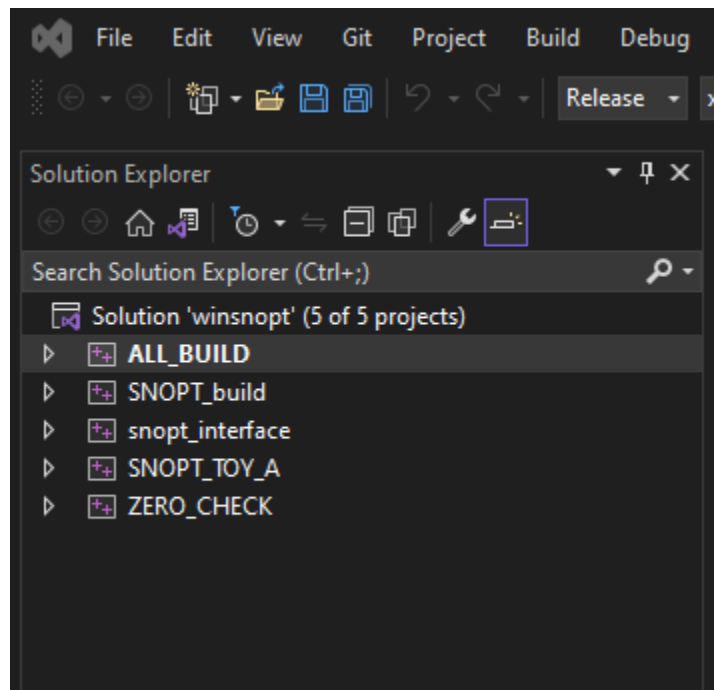 File Edit View Git Project Build Debug
Release x
Solution Explorer
Search Solution Explorer (Ctrl+;)
Solution 'winsnopt' (5 of 5 projects)
ALL_BUILD
SNOPT_build
snopt_interface
SNOPT_TOY_A
ZERO_CHECK